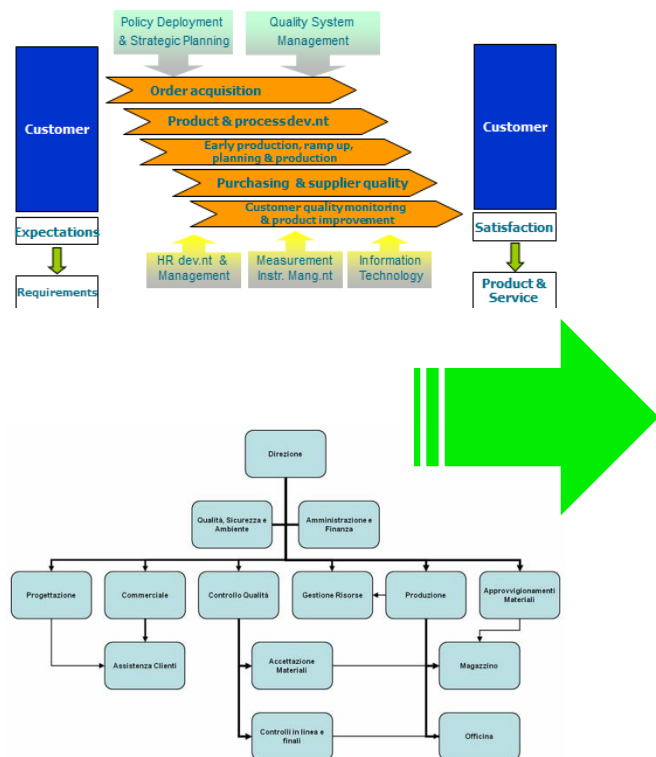 Policy Deployment
& Strategic Planning
Quality System
Management
Customer
Order acquisition
Product & process dev.nt
Early production, ramp up,
planning & production
Purchasing & supplier quality
Customer quality monitoring
& product improvement
Customer
Expectations
Requirements
HR dev.nt &
Management
Measurement
Instr. Mang.nt
Information
Technology
Satisfaction
Product &
Service
Direzione
Qualità, Sicurezza e
Ambiente
Amministrazione e
Finanza
Progettazione
Commerciale
Controllo Qualità
Gestione Risorse
Produzione
Approvvigionamenti
Materiali
Assistenza Clienti
Accettazione
Materiali
Magazzino
Controlli in linea e
finali
Officina